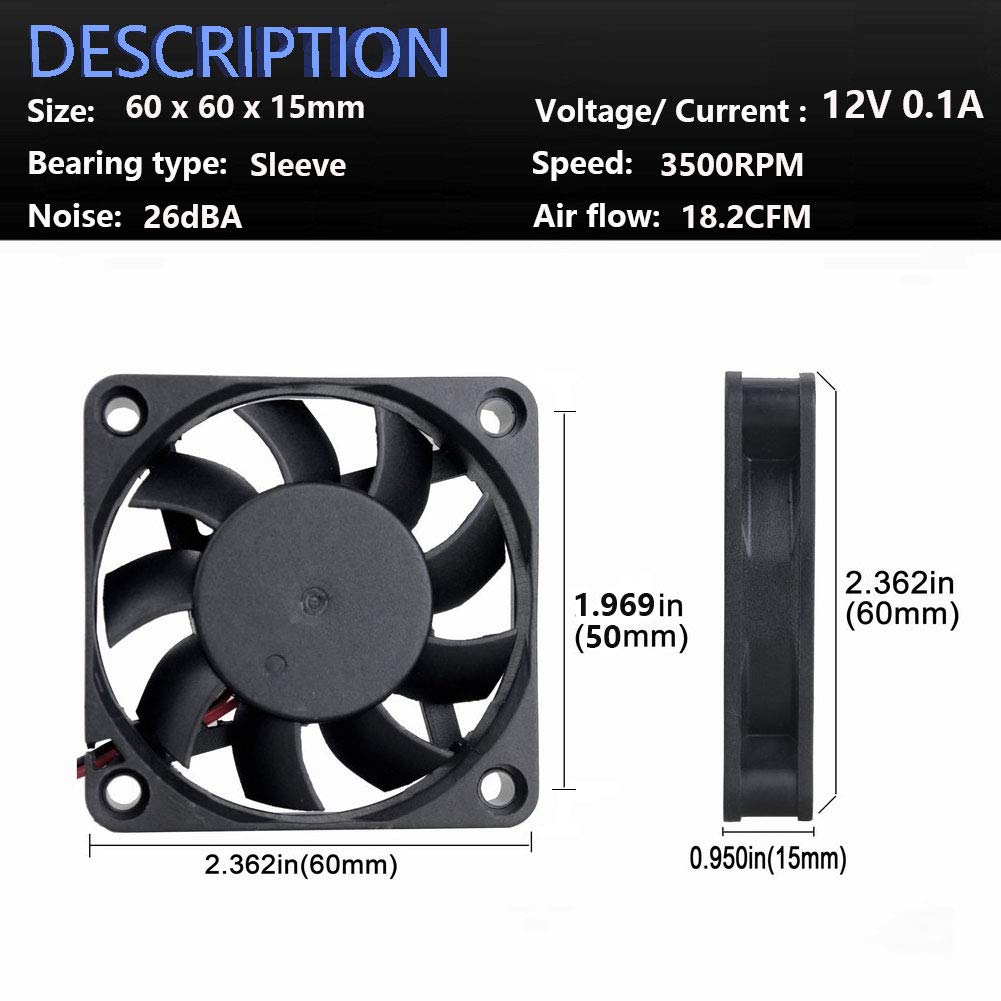 DESCRIPTION
Size: 60 x 60 x 15mm
Voltage/ Current : 12V 0.1A
Bearing type: Sleeve
Speed: 3500RPM
Noise: 26dBA
Air flow: 18.2CFM
1.969in
(50mm)
2.362in
(60mm)
2.362in(60mm)
0.950in(15mm)